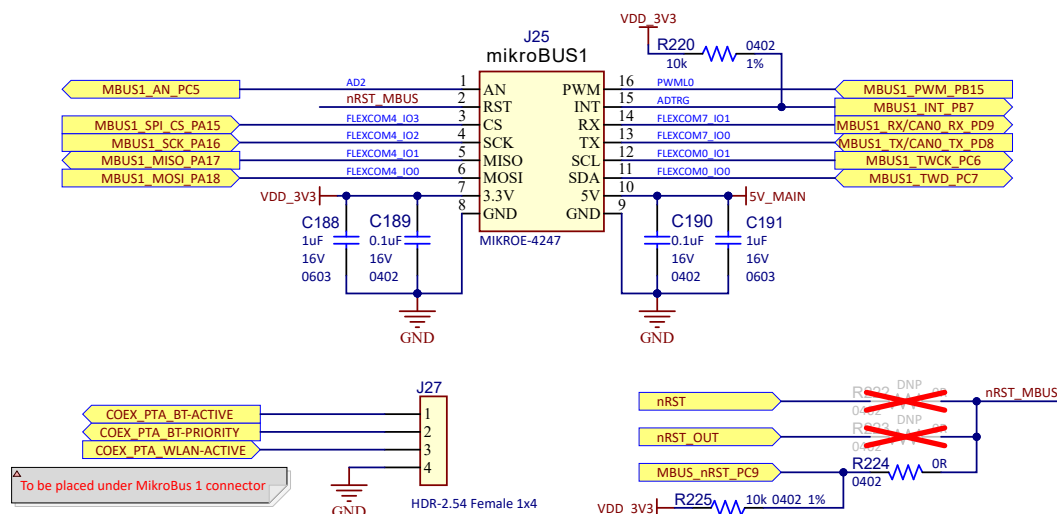 VDD_3V3
J25
mikroBUS1
R220
0402
10k
1%
MBUS1_AN_PC5
AD2
1
AN
PWM
16
PWML0
MBUS1_PWM_PB15
nRST_MBUS
2
RST
INT
15
ADTRG
MBUS1_INT_PB7
MBUS1_SPI_CS_PA15
FLEXCOM4_IO3
3
CS
RX
14
FLEXCOM7_IO1
MBUS1_RX/CAN0_RX_PD9
MBUS1_SCK_PA16
FLEXCOM4_IO2
4
SCK
TX
13
FLEXCOM7_IO0
MBUS1_TX/CAN0_TX_PD8
MBUS1_MISO_PA17
FLEXCOM4_IO1
5
MISO
SCL
12
FLEXCOM0_IO1
MBUS1_TWCK_PC6
MBUS1_MOSI_PA18
FLEXCOM4_IO0
6
MOSI
SDA
11
FLEXCOM0_IO0
MBUS1_TWD_PC7
VDD_3V3
7
3.3V
5V
10
5V_MAIN
8
GND
GND
9
MIKROE-4247
C188
1uF
16V
0603
C189
0.1uF
16V
0402
C190
0.1uF
16V
0402
C191
1uF
16V
0603
GND
GND
J27
COEX_PTA_BT-ACTIVE
1
COEX_PTA_BT-PRIORITY
2
COEX_PTA_WLAN-ACTIVE
3
4
GND
HDR-2.54 Female 1x4
To be placed under MikroBus 1 connector
nRST
DNP
0402
nRST_MBUS
nRST_OUT
DNP
0402
MBUS_nRST_PC9
R224
0R
0402
VDD_3V3
R225
10k 0402 1%